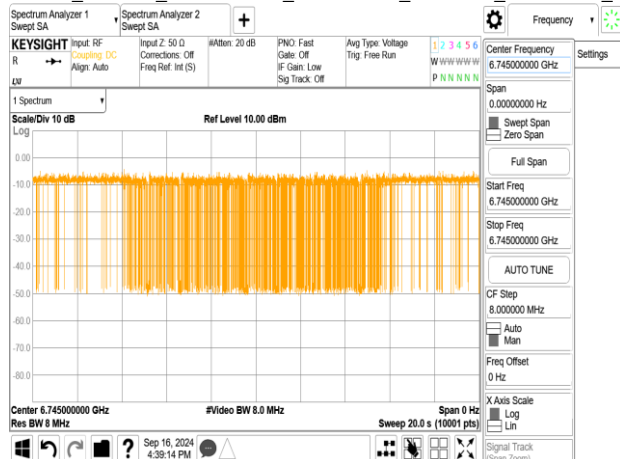 Spectrum Analyzer 1
Swept SA
Spectrum Analyzer 2
Swept SA
+
Frequency
KEYSIGHT
R
LXI
Input: RF
Coupling: DC
Align: Auto
Input Z: 50 Ω
Corrections: Off
Freq Ref: Int (S)
#Atten: 20 dB
PNO: Fast
Gate: Off
IF Gain: Low
Sig Track: Off
Avg Type: Voltage
Trig: Free Run
1 2 3 4 5 6
W W W W W W
P N N N N N
Center Frequency
6.745000000 GHz
Settings
Span
0.00000000 Hz
Swept Span
Zero Span
Full Span
Start Freq
6.745000000 GHz
Stop Freq
6.745000000 GHz
AUTO TUNE
CF Step
8.000000 MHz
Auto
Man
Freq Offset
0 Hz
X Axis Scale
Log
Lin
Signal Track
(Span Zoom)
1 Spectrum
Scale/Div 10 dB
Ref Level 10.00 dBm
Log
0.00
-10.0
-20.0
-30.0
-40.0
-50.0
-60.0
-70.0
-80.0
Center 6.745000000 GHz
#Video BW 8.0 MHz
Span 0 Hz
Res BW 8 MHz
Sweep 20.0 s (10001 pts)
?
Sep 16, 2024
4:39:14 PM